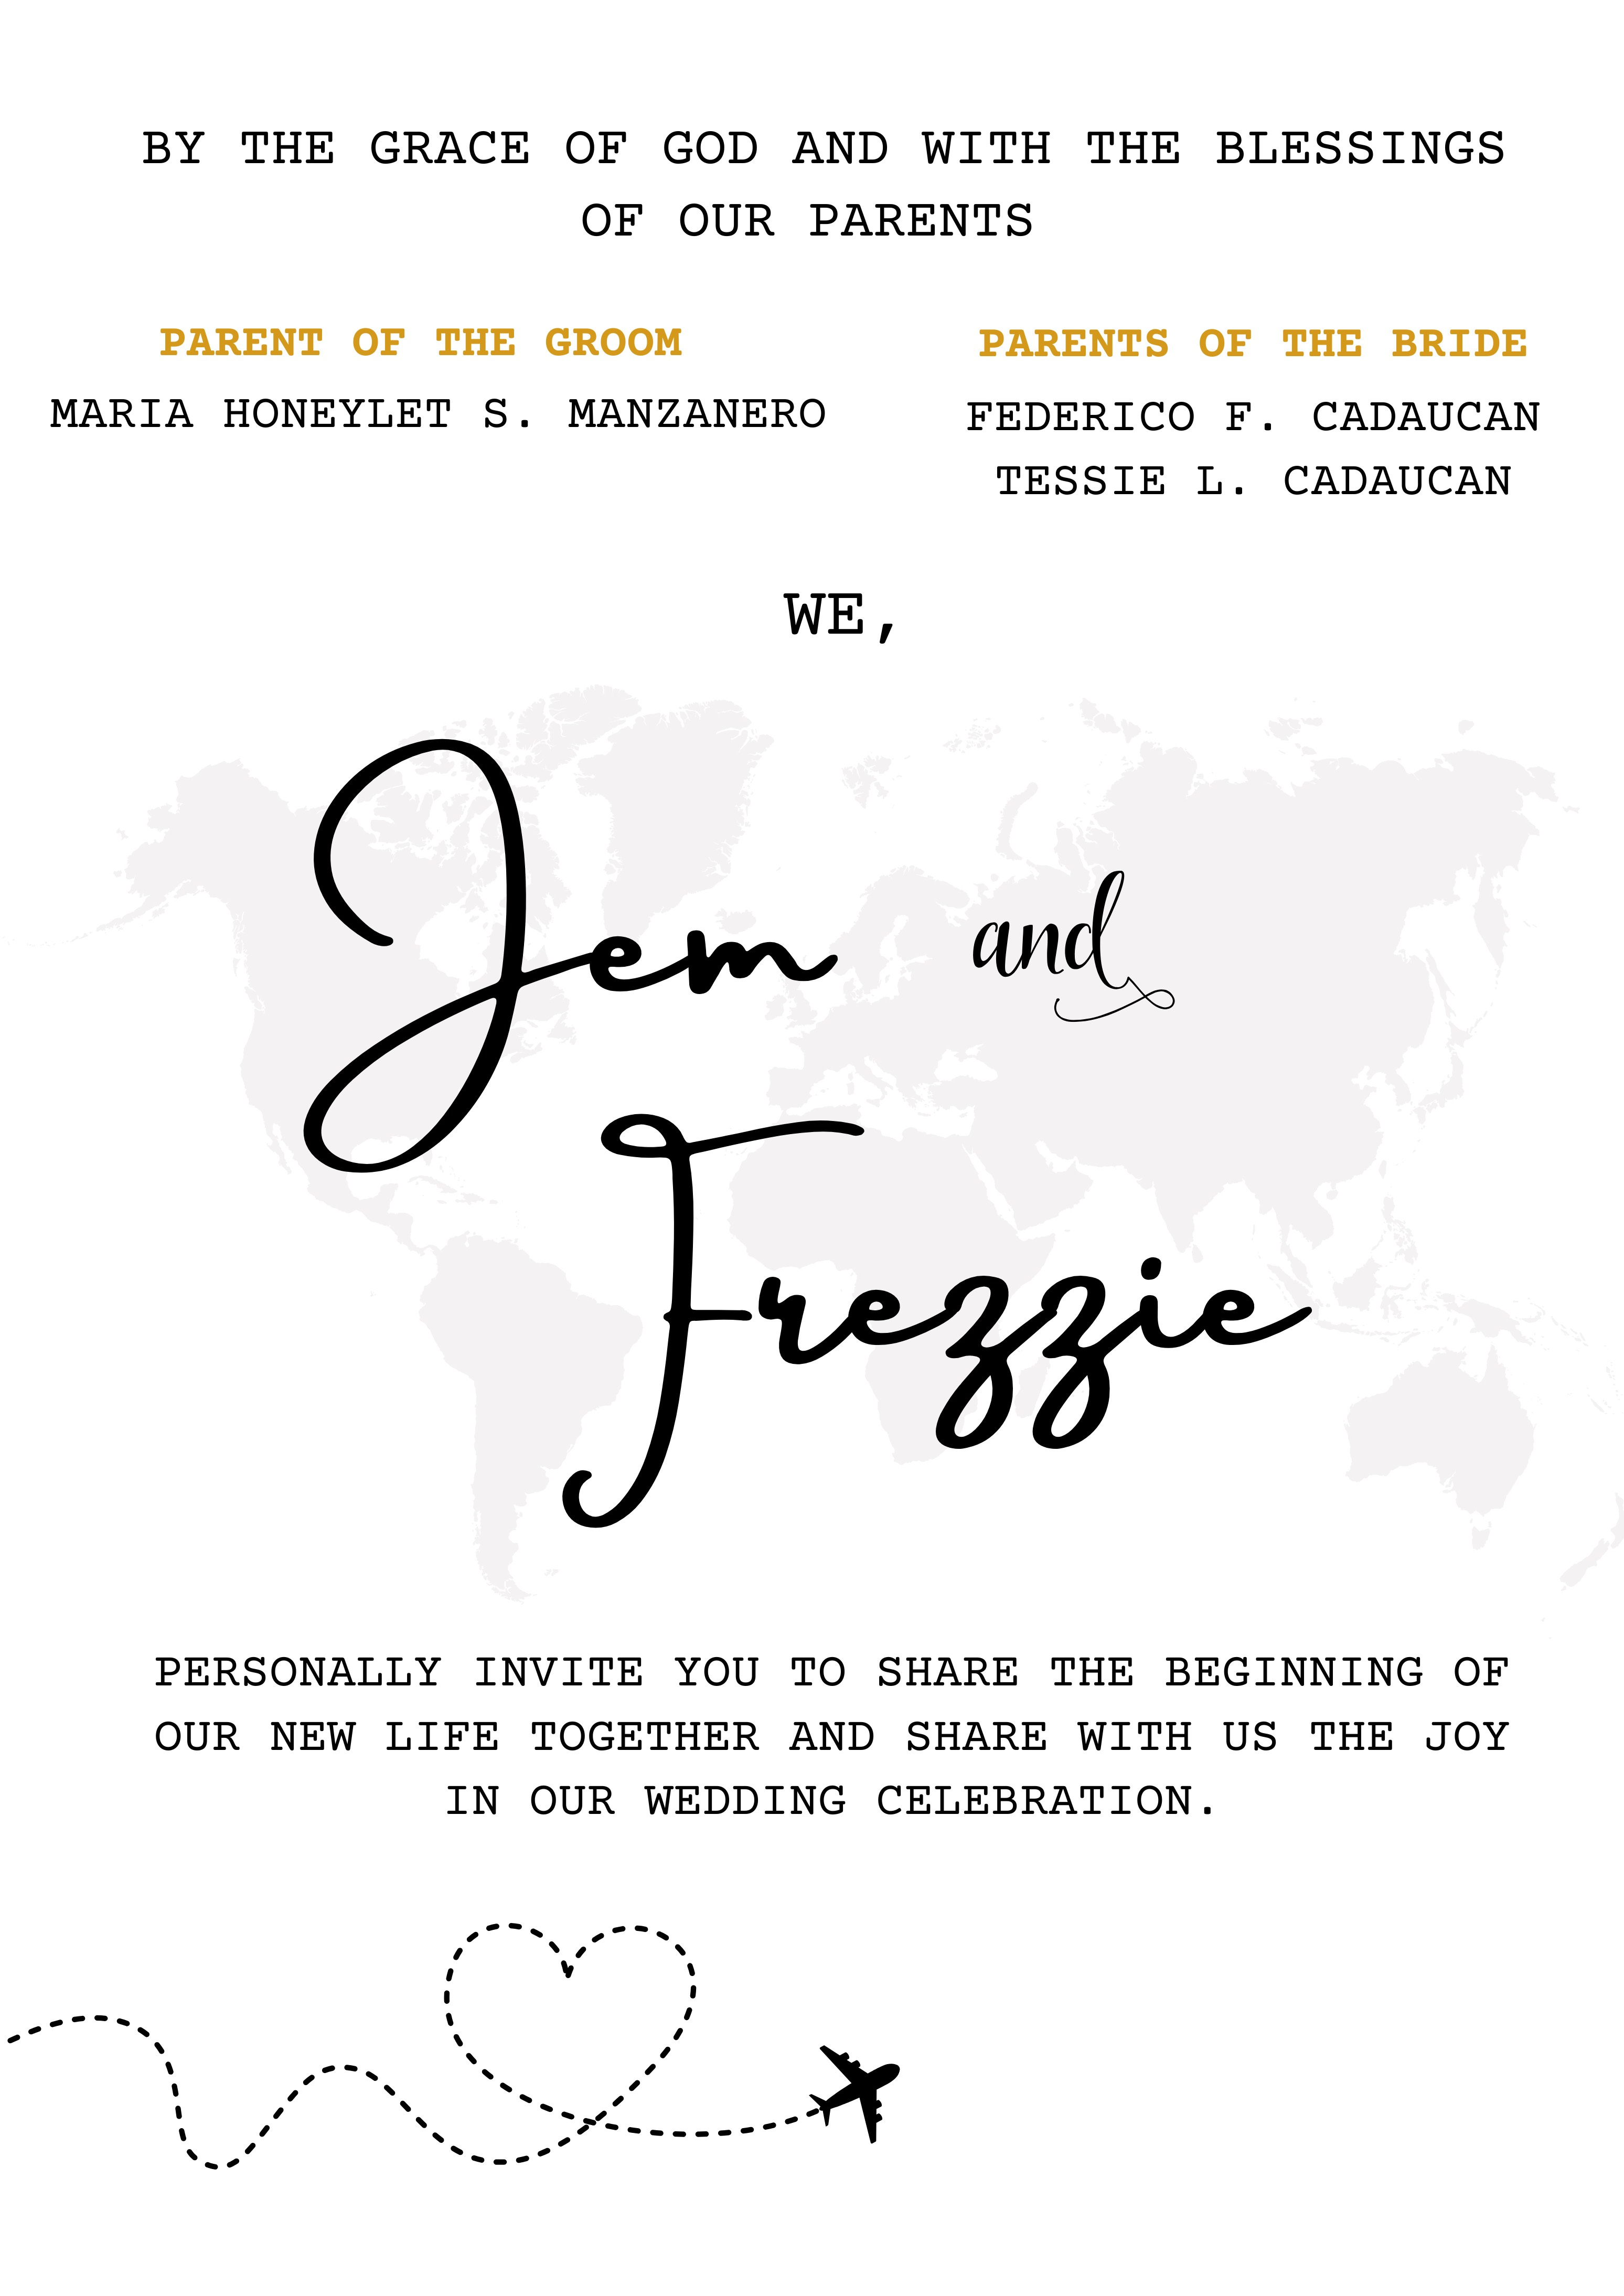 BY THE GRACE OF GOD AND WITH THE BLESSINGS
OF OUR PARENTS
PARENT OF THE GROOM
MARIA HONEYLET S. MANZANERO
PARENTS OF THE BRIDE
FEDERICO F. CADAUCAN
TESSIE L. CADAUCAN
WE,
Jem and
Frezzie
PERSONALLY INVITE YOU TO SHARE THE BEGINNING OF
OUR NEW LIFE TOGETHER AND SHARE WITH US THE JOY
IN OUR WEDDING CELEBRATION.